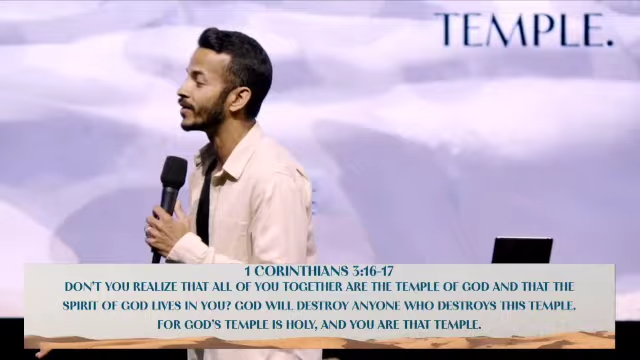 TEMPLE.
1 CORINTHIANS 3:16-17
DON'T YOU REALIZE THAT ALL OF YOU TOGETHER ARE THE TEMPLE OF GOD AND THAT THE
SPIRIT OF GOD LIVES IN YOU? GOD WILL DESTROY ANYONE WHO DESTROYS THIS TEMPLE.
FOR GOD'S TEMPLE IS HOLY, AND YOU ARE THAT TEMPLE.